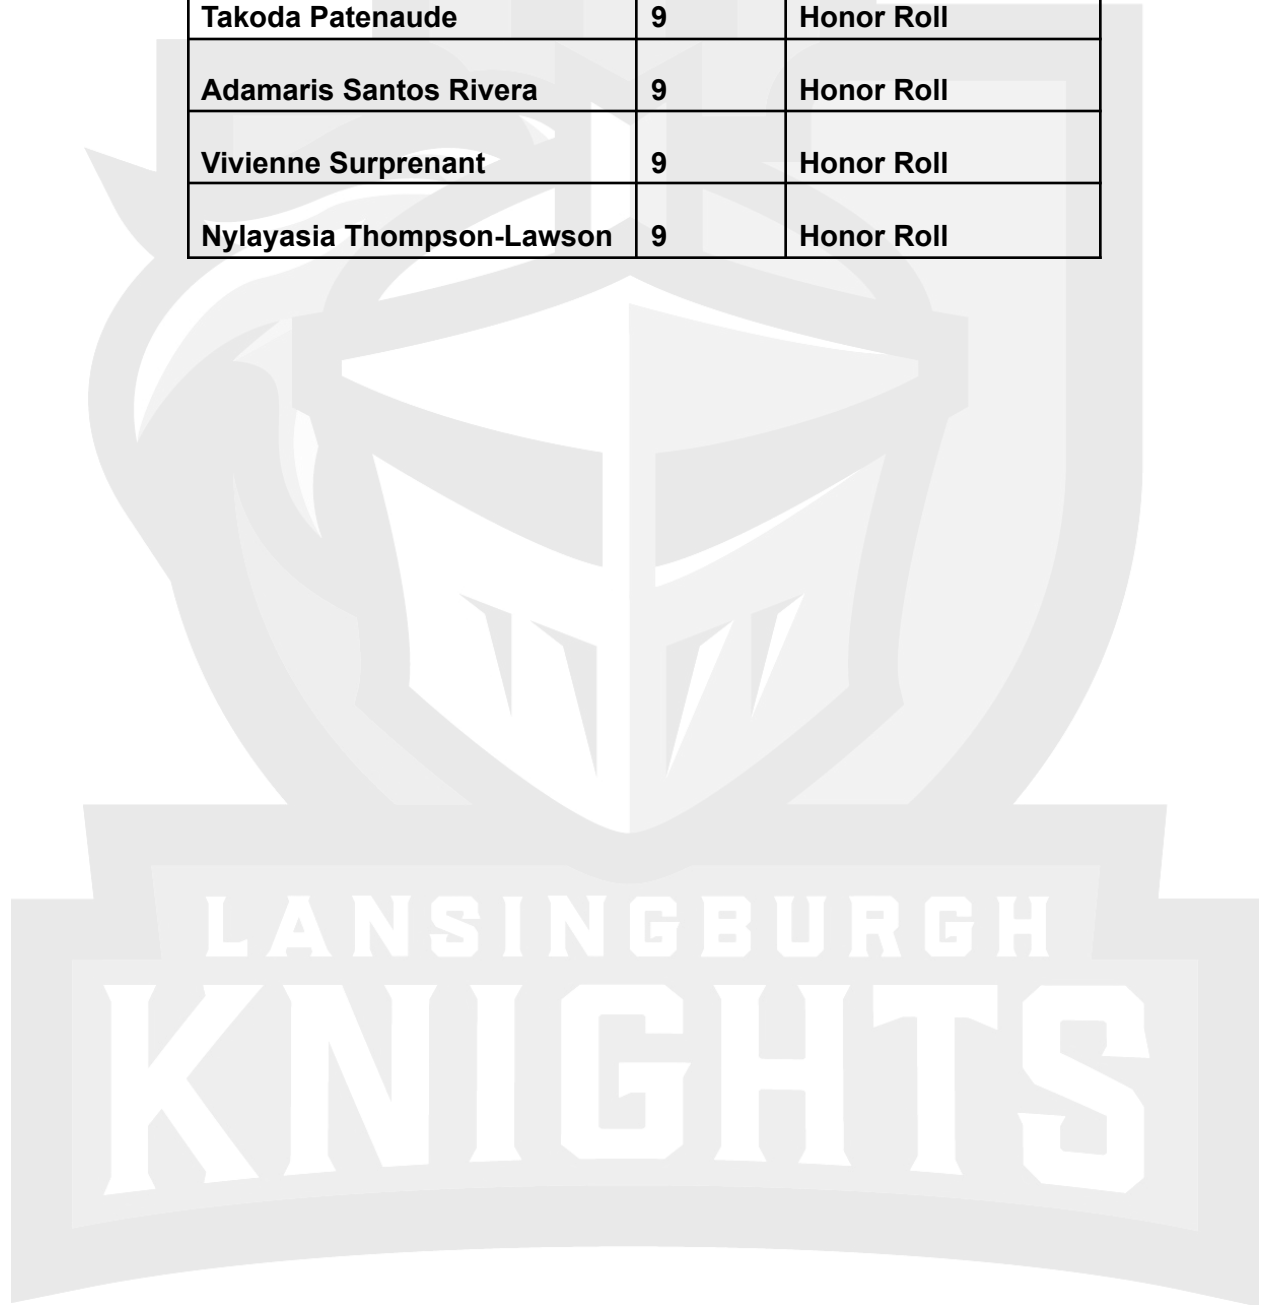 Takoda Patenaude 9 Honor Roll
Adamaris Santos Rivera 9 Honor Roll
Vivienne Surprenant 9 Honor Roll
Nylayasia Thompson-Lawson 9 Honor Roll
LANSINGBURGH
KNIGHTS